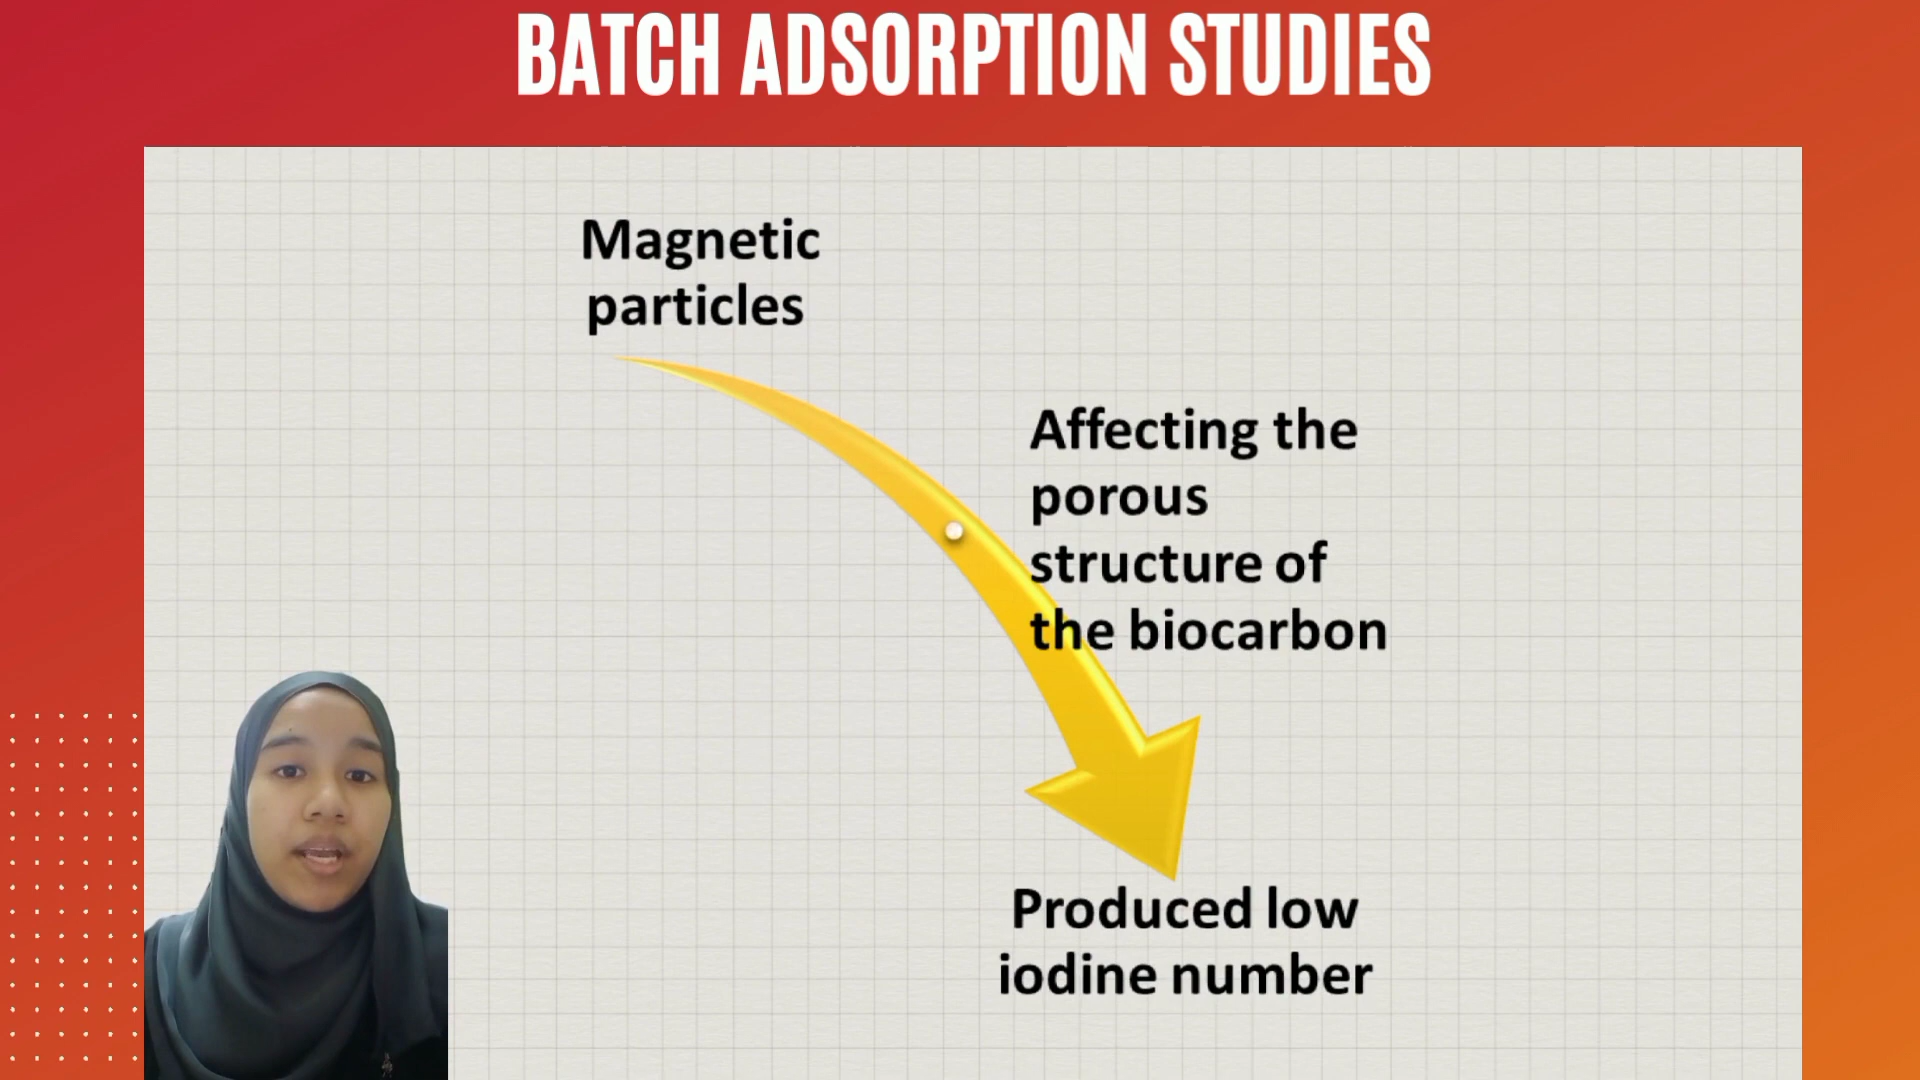 BATCH ADSORPTION STUDIES
Magnetic
particles
Affecting the
porous
structure of
the biocarbon
Produced low
iodine number